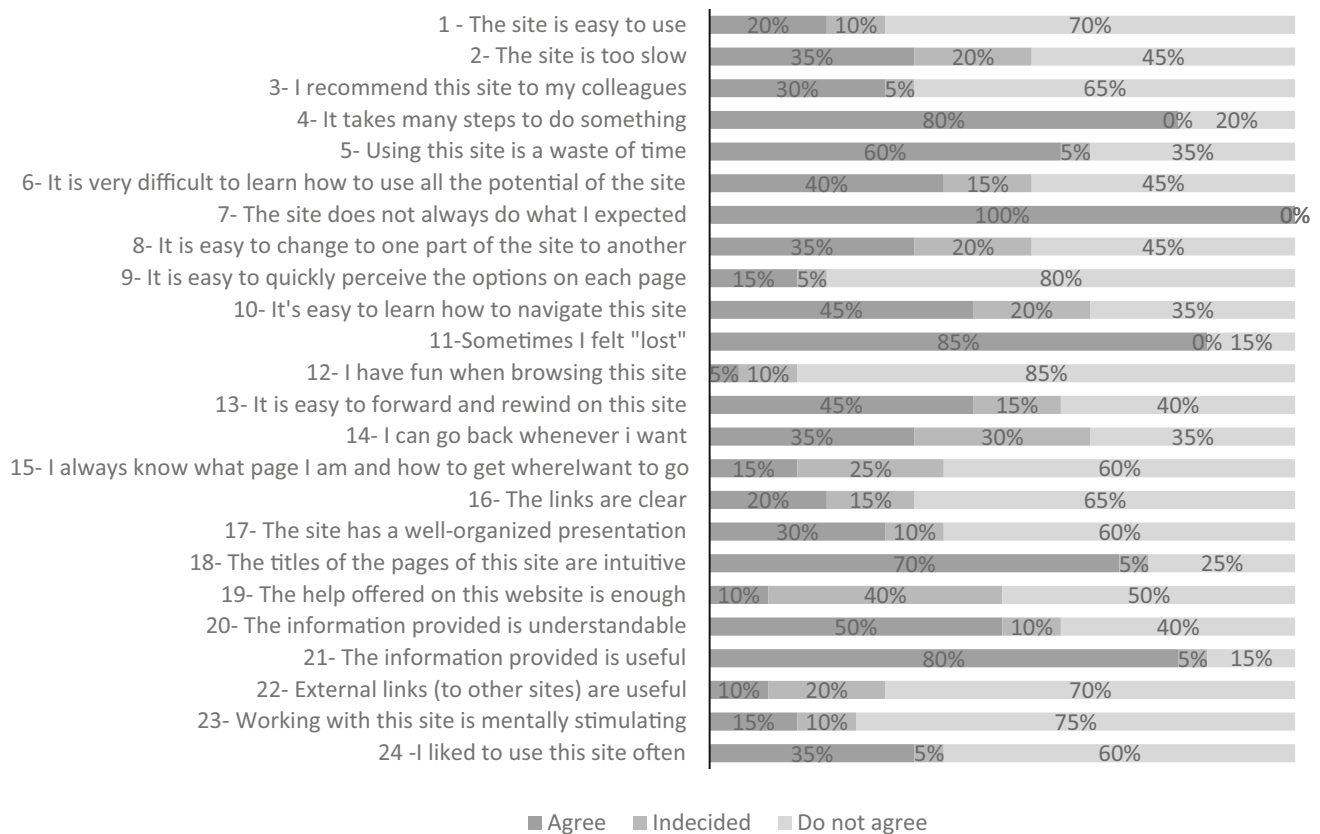 1 - The site is easy to use 20% 10% 70%
2- The site is too slow 35% 20% 45%
3- I recommend this site to my colleagues 30% 5% 65%
4- It takes many steps to do something 80% 0% 20%
5- Using this site is a waste of time 60% 5% 35%
6- It is very difficult to learn how to use all the potential of the site 40% 15% 45%
7- The site does not always do what I expected 100% 0%
8- It is easy to change to one part of the site to another 35% 20% 45%
9- It is easy to quickly perceive the options on each page 15% 5% 80%
10- It's easy to learn how to navigate this site 45% 20% 35%
11-Sometimes I felt "lost" 85% 0% 15%
12- I have fun when browsing this site 5% 10% 85%
13- It is easy to forward and rewind on this site 45% 15% 40%
14- I can go back whenever i want 35% 30% 35%
15- I always know what page I am and how to get whereIwant to go 15% 25% 60%
16- The links are clear 20% 15% 65%
17- The site has a well-organized presentation 30% 10% 60%
18- The titles of the pages of this site are intuitive 70% 5% 25%
19- The help offered on this website is enough 10% 40% 50%
20- The information provided is understandable 50% 10% 40%
21- The information provided is useful 80% 5% 15%
22- External links (to other sites) are useful 10% 20% 70%
23- Working with this site is mentally stimulating 15% 10% 75%
24 -I liked to use this site often 35% 5% 60%
Agree Indecided Do not agree